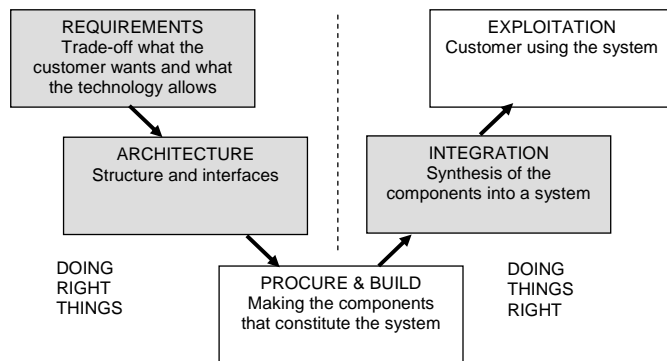 REQUIREMENTS
Trade-off what the
customer wants and what
the technology allows
EXPLOITATION
Customer using the system
ARCHITECTURE
Structure and interfaces
INTEGRATION
Synthesis of the
components into a system
DOING
RIGHT
THINGS
PROCURE & BUILD
Making the components
that constitute the system
DOING
THINGS
RIGHT